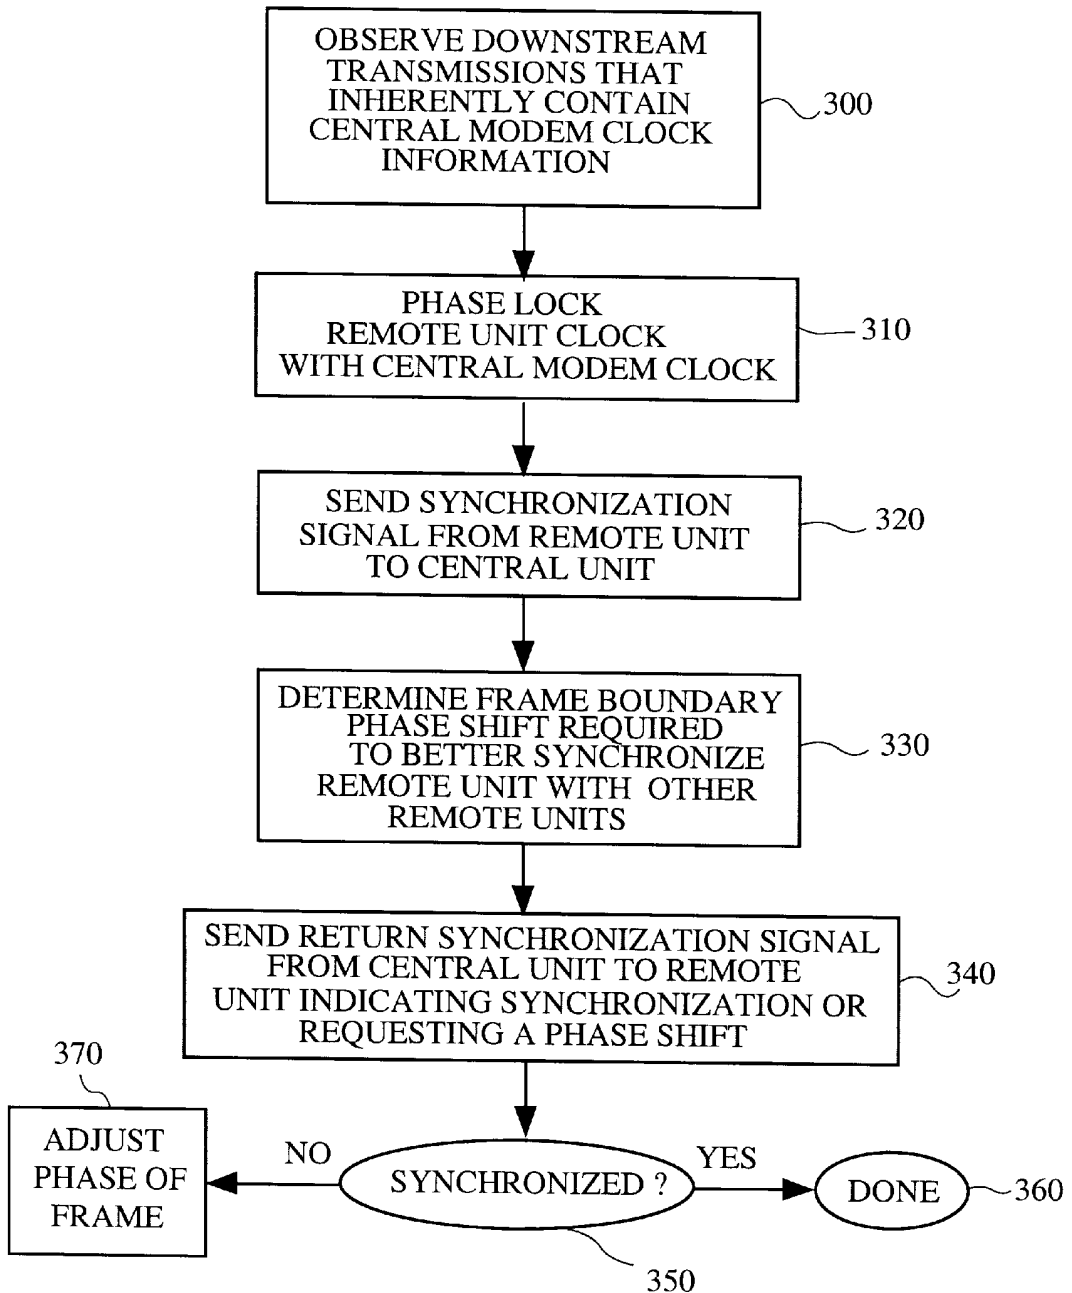 OBSERVE DOWNSTREAM
TRANSMISSIONS THAT
INHERENTLY CONTAIN
CENTRAL MODEM CLOCK
INFORMATION
300
PHASE LOCK
REMOTE UNIT CLOCK
WITH CENTRAL MODEM CLOCK
310
SEND SYNCHRONIZATION
SIGNAL FROM REMOTE UNIT
TO CENTRAL UNIT
320
DETERMINE FRAME BOUNDARY
PHASE SHIFT REQUIRED
TO BETTER SYNCHRONIZE
REMOTE UNIT WITH OTHER
REMOTE UNITS
330
SEND RETURN SYNCHRONIZATION SIGNAL
FROM CENTRAL UNIT TO REMOTE
UNIT INDICATING SYNCHRONIZATION OR
REQUESTING A PHASE SHIFT
340
370
ADJUST
PHASE OF
FRAME
NO
SYNCHRONIZED ?
YES
DONE
360
350